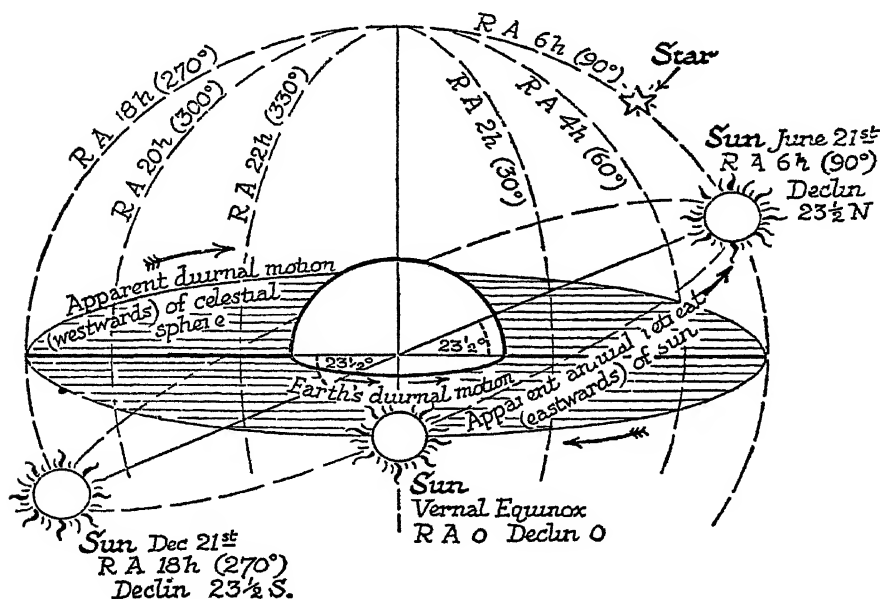 R A 6h (90°)
Star
R A 18h (270°)
R A 20h (300°)
R A 22h (330°)
R A 2h (30°)
R A 4h (60°)
Sun June 21st
R A 6h (90°)
Declin
23½ N
Apparent diurnal motion
(westwards) of celestial
sphere
23½°
23½°
Earth's diurnal motion
Apparent annual retreat
(eastwards) of sun
Sun
Vernal Equinox
R A 0 Declin 0
Sun Dec 21st
R A 18h (270°)
Declin 23½ S.